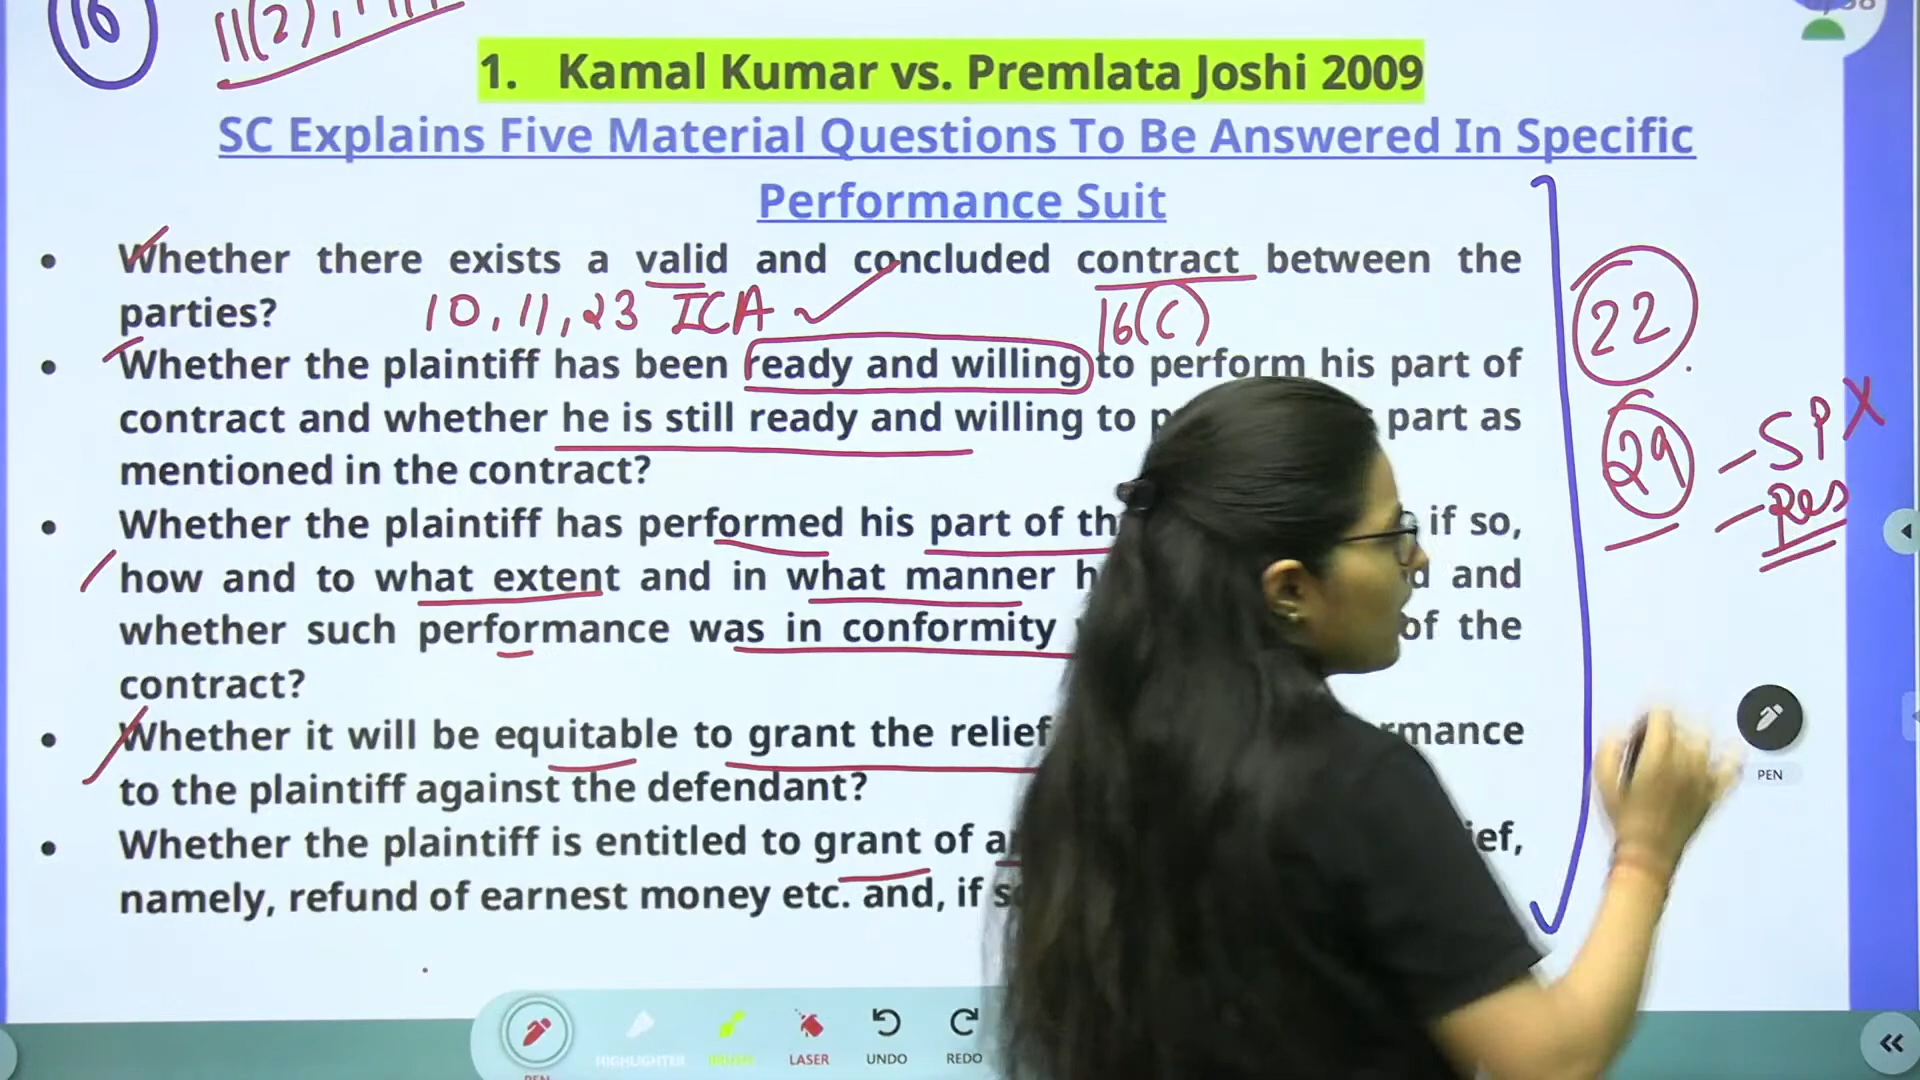 16
11(2),
1. Kamal Kumar vs. Premlata Joshi 2009
SC Explains Five Material Questions To Be Answered In Specific
Performance Suit
• Whether there exists a valid and concluded contract between the
parties? 10, 11, 23 ICA 16(C)
• Whether the plaintiff has been ready and willing to perform his part of
contract and whether he is still ready and willing to part as
mentioned in the contract?
• Whether the plaintiff has performed his part of if so,
how and to what extent and in what manner and
whether such performance was in conformity of the
contract?
• Whether it will be equitable to grant the relief
to the plaintiff against the defendant?
• Whether the plaintiff is entitled to grant of
namely, refund of earnest money etc. and, if
22
29 - SP X
- Res
PEN
HIGHLIGHTER
BRUSH
LASER
UNDO
REDO
PEN